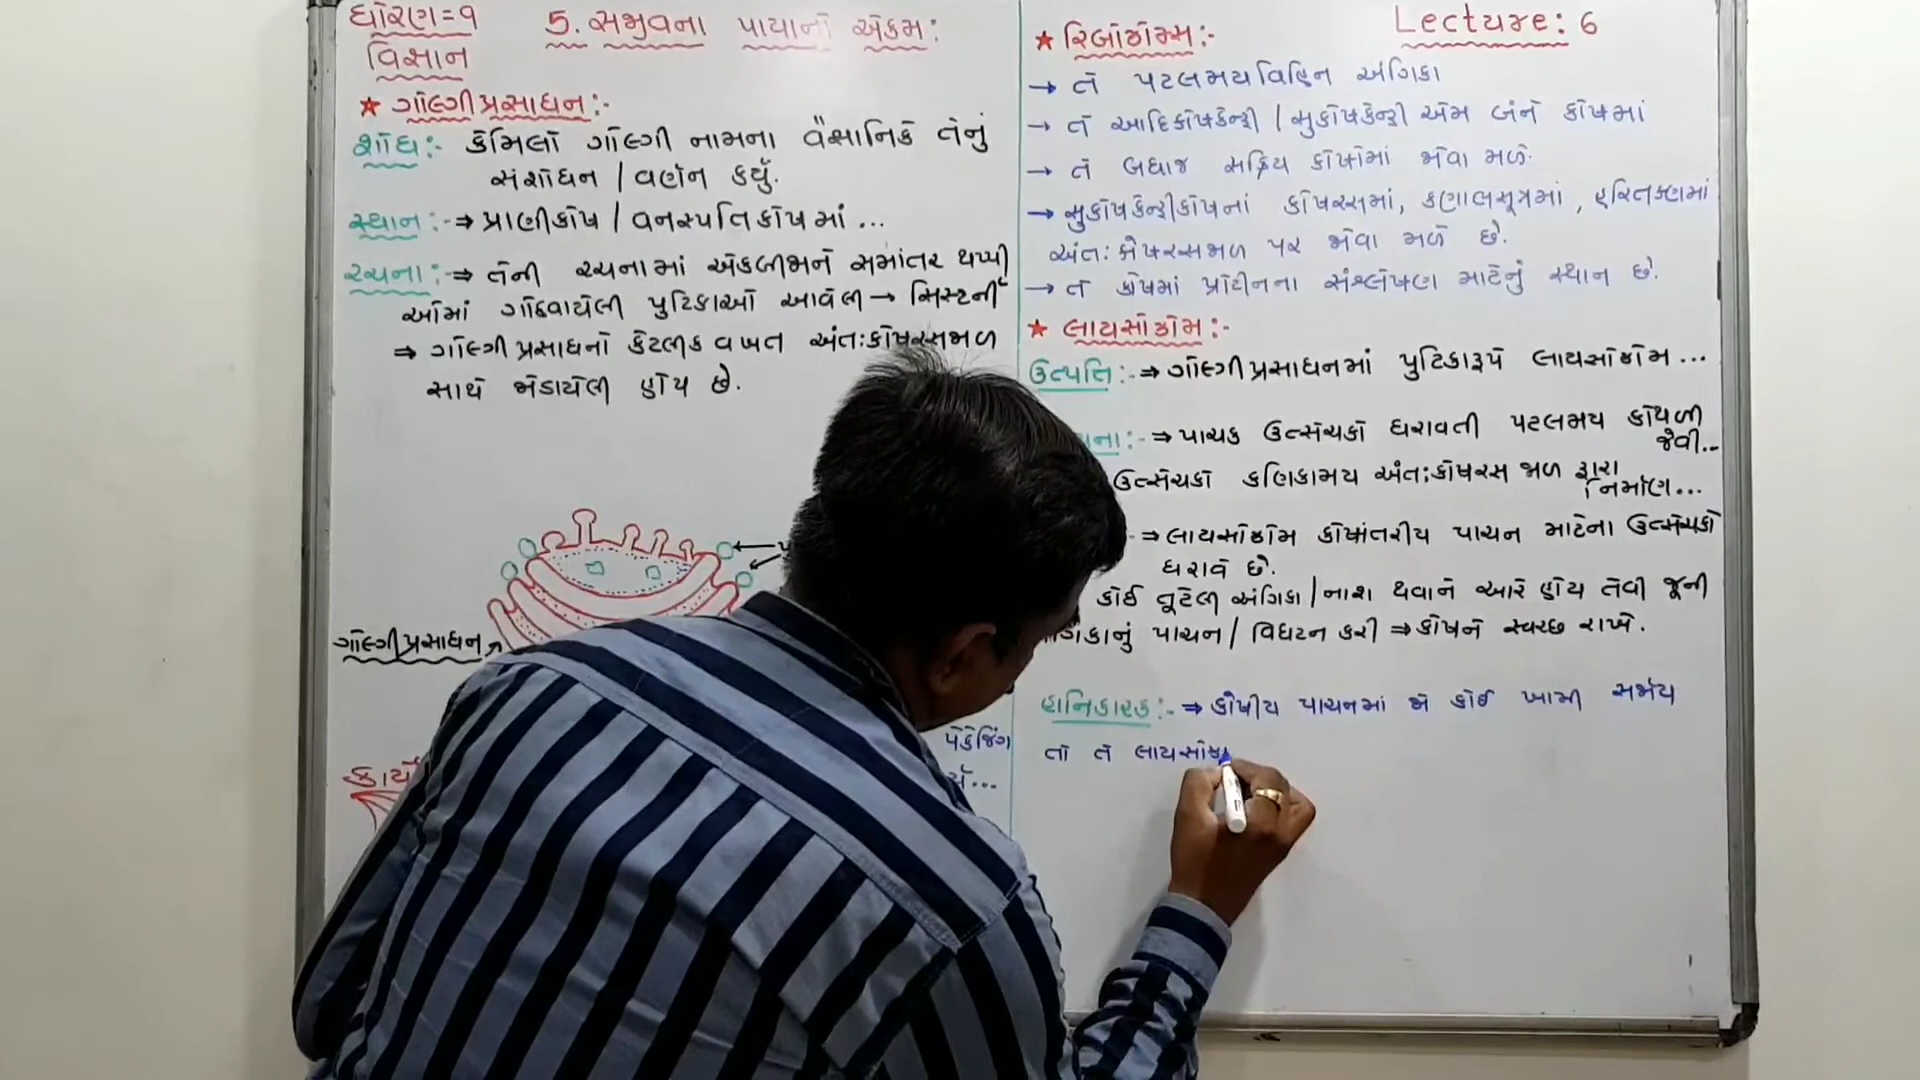 ધોરણ=૧
વિજ્ઞાન
5. સજીવના પાયાનો એકમ:
Lecture: 6
★ ગોલ્ગીપ્રસાધન:-
શોધ:- કેમિલો ગોલ્ગી નામના વૈજ્ઞાનિકે તેનું
સંશોધન / વર્ણન કર્યું.
સ્થાન:-→ પ્રાણીકોષ / વનસ્પતિકોષમાં...
રચના:-→ તેની રચનામાં એકબીજાને સમાંતર થપ્પી
ઓમાં ગોઠવાયેલી પુટિકાઓ આવેલી → સિસ્ટર્ની
⇒ ગોલ્ગીપ્રસાધનો કેટલીક વખત અંતઃકોષરસજાળ
સાથે જોડાયેલી હોય છે.
ગોલ્ગીપ્રસાધન
કાર્યો
પેકેજિંગ
★ રિબોઝોમ્સ:-
→ તે પટલમયવિહિન અંગિકા
→ તે આદિકોષકેન્દ્રી / સુકોષકેન્દ્રી એમ બંને કોષમાં
→ તે બધાજ સક્રિય કોષોમાં જોવા મળે.
→ સુકોષકેન્દ્રીકોષનાં કોષરસમાં, કણાભસૂત્રમાં, હરિતકણમાં
અંતઃકોષરસજાળ પર જોવા મળે છે.
→ તે કોષમાં પ્રોટીનના સંશ્લેષણ માટેનું સ્થાન છે.
★ લાયસોઝોમ:-
ઉત્પતિ:-→ ગોલ્ગીપ્રસાધનમાં પુટિકારૂપે લાયસોઝોમ...
ના:-→ પાચક ઉત્સેચકો ધરાવતી પટલમય કોથળી
જેવી...
ઉત્સેચકો કણિકામય અંતઃકોષરસ જાળ દ્વારા
નિર્માણ...
→ લાયસોઝોમ કોષાંતરીય પાચન માટેના ઉત્સેચકો
ધરાવે છે.
કોઈ તૂટેલી અંગિકા / નાશ થવાને આરે હોય તેવી જૂની
અંગિકાનું પાચન / વિઘટન કરી ⇒ કોષને સ્વચ્છ રાખે.
હાનિકારક:-→ કોષીય પાચનમાં જો કોઈ ખામી સર્જાય
તો તે લાયસોઝ